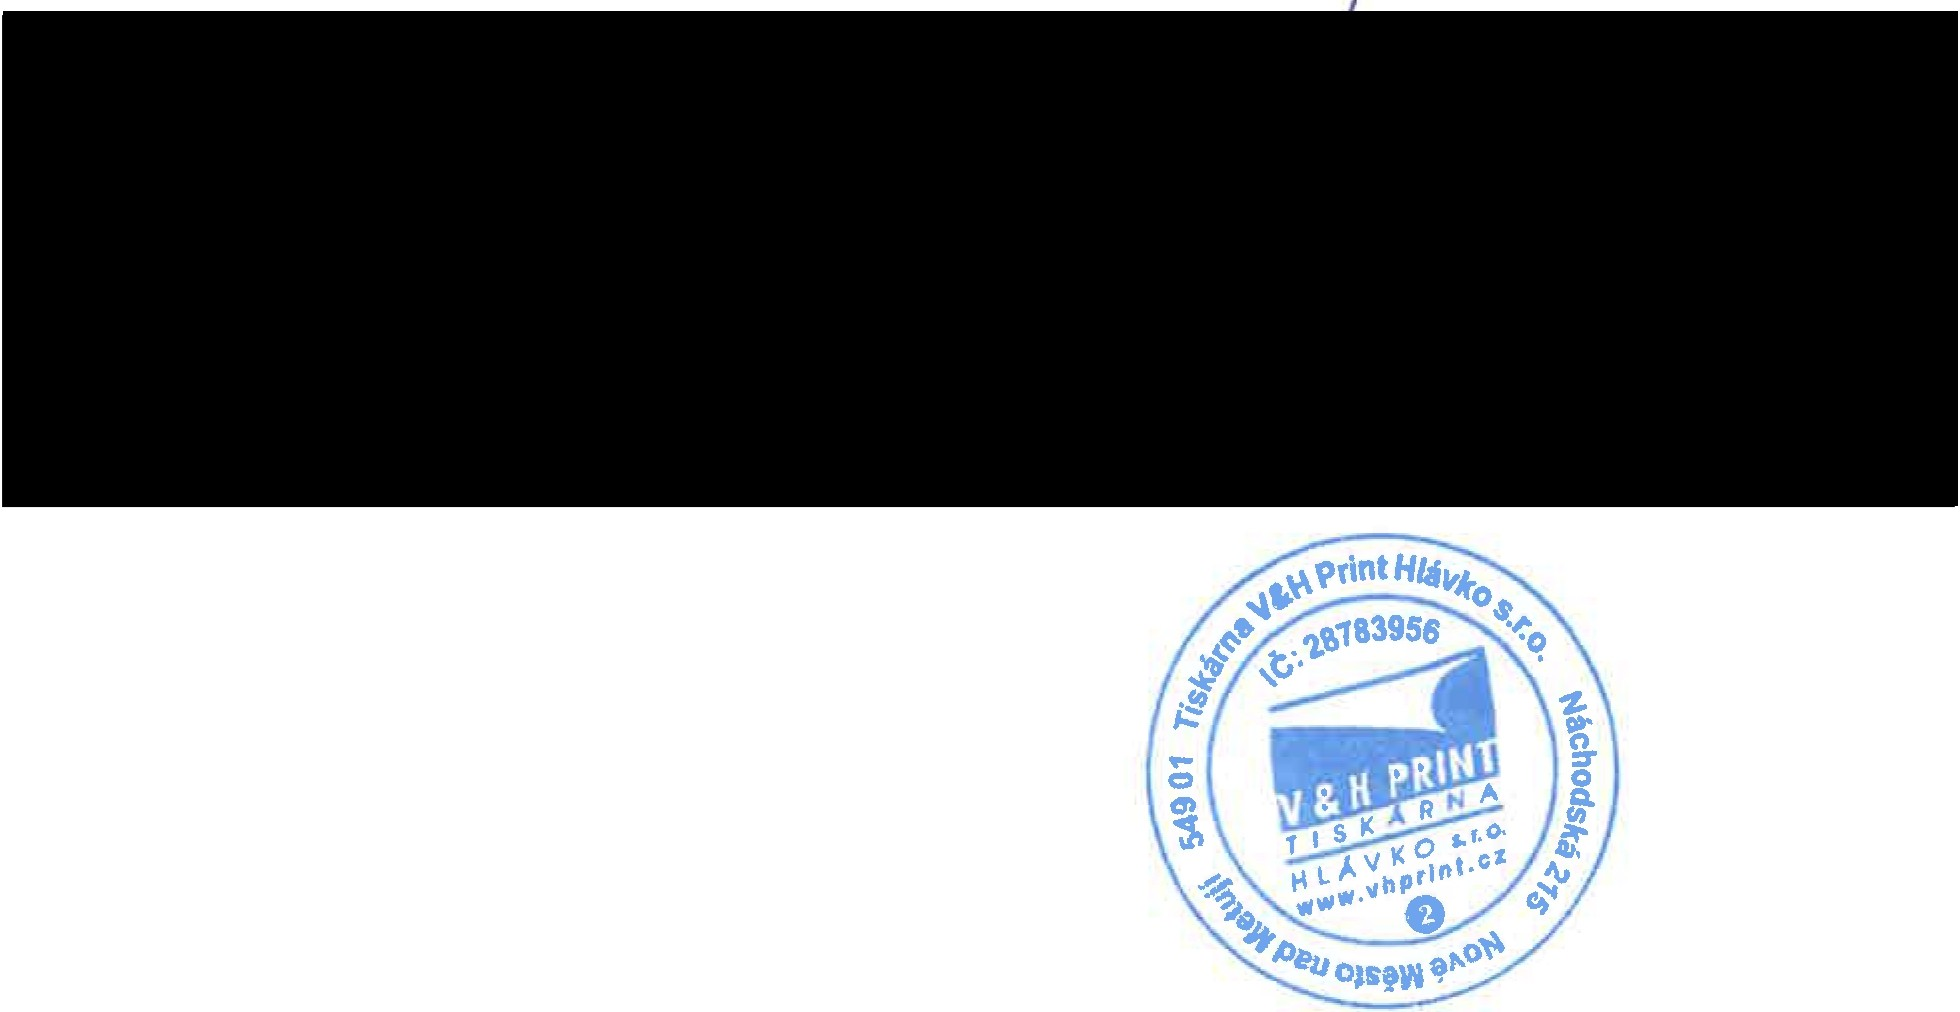 Tiskárna V&H Print Hlávko s.r.o.
Náchodská 215
Nové Město nad Metují
549 01
IČ: 28783956
V & H PRINT
TISKÁRNA
HLÁVKO s.r.o.
www.vhprint.cz
2